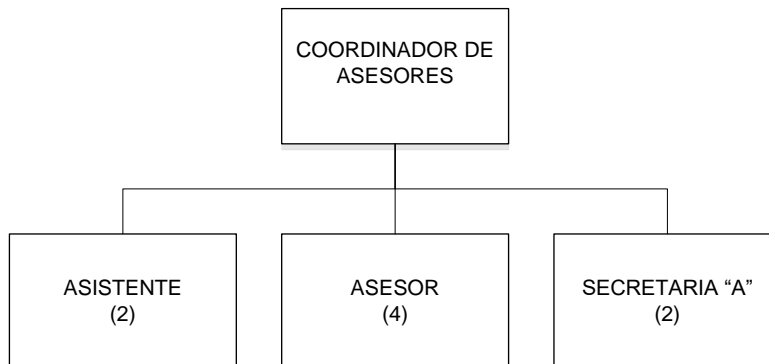 COORDINADOR DE
ASESORES
ASISTENTE
(2)
ASESOR
(4)
SECRETARIA “A”
(2)